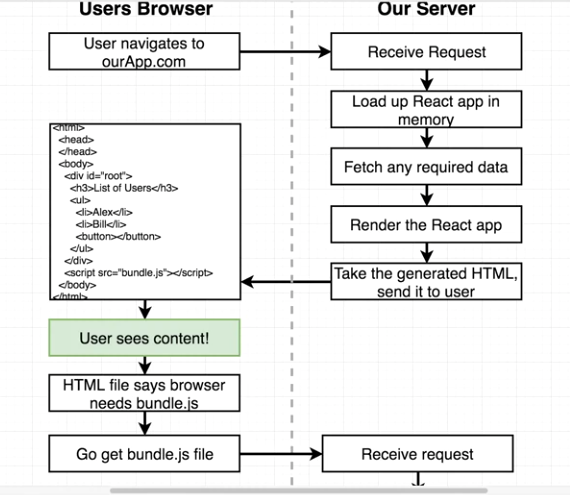 Users Browser
Our Server
User navigates to
ourApp.com
Receive Request
Load up React app in
memory
Fetch any required data
Render the React app
Take the generated HTML,
send it to user
<html>
<head>
</head>
<body>
<div id="root">
<h3>List of Users</h3>
<ul>
<li>Alex</li>
<li>Bill</li>
<button></button>
</ul>
</div>
<script src="bundle.js"></script>
</body>
</html>
User sees content!
HTML file says browser
needs bundle.js
Go get bundle.js file
Receive request